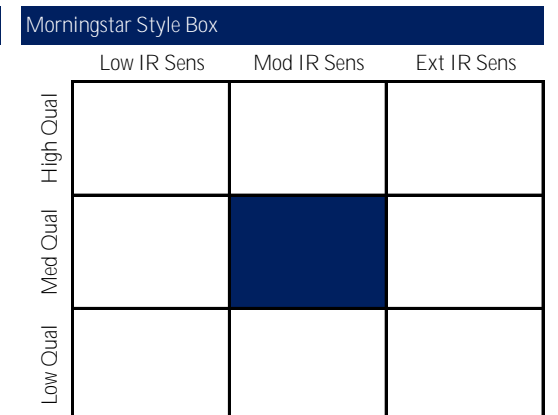 Morningstar Style Box
Low IR Sens Mod IR Sens Ext IR Sens
High Qual
Med Qual
Low Qual